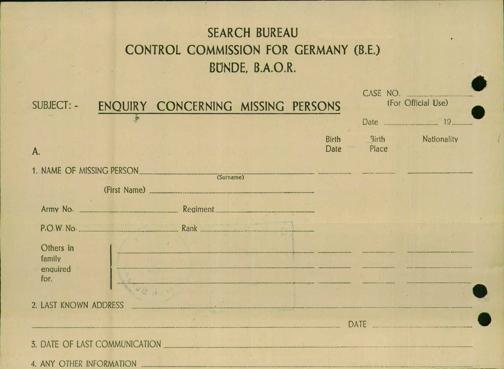 SEARCH BUREAU
CONTROL COMMISSION FOR GERMANY (B.E.)
BÜNDE, B.A.O.R.
CASE NO.
(For Official Use)
SUBJECT: - ENQUIRY CONCERNING MISSING PERSONS
Date 19
Birth Date Birth Place Nationality
A.
1. NAME OF MISSING PERSON
(Surname)
(First Name)
Army No. Regiment
P.O.W No. Rank
Others in
family
enquired
for.
2. LAST KNOWN ADDRESS
DATE
3. DATE OF LAST COMMUNICATION
4. ANY OTHER INFORMATION